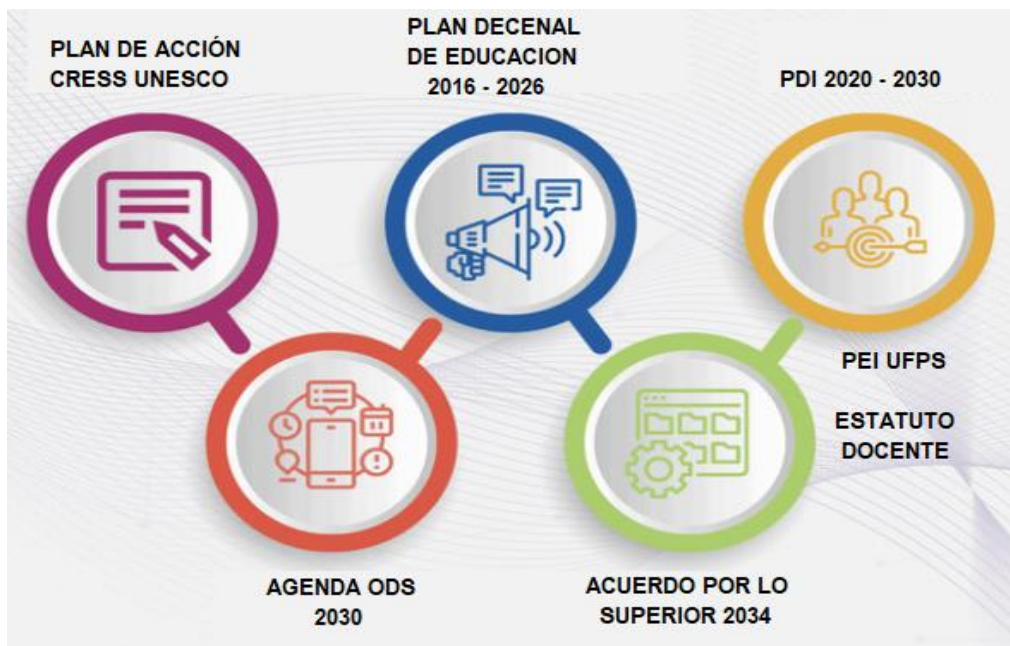 PLAN DE ACCIÓN
CRESS UNESCO
PLAN DECENAL
DE EDUCACION
2016 - 2026
PDI 2020 - 2030
PEI UFPS
ESTATUTO
DOCENTE
AGENDA ODS
2030
ACUERDO POR LO
SUPERIOR 2034